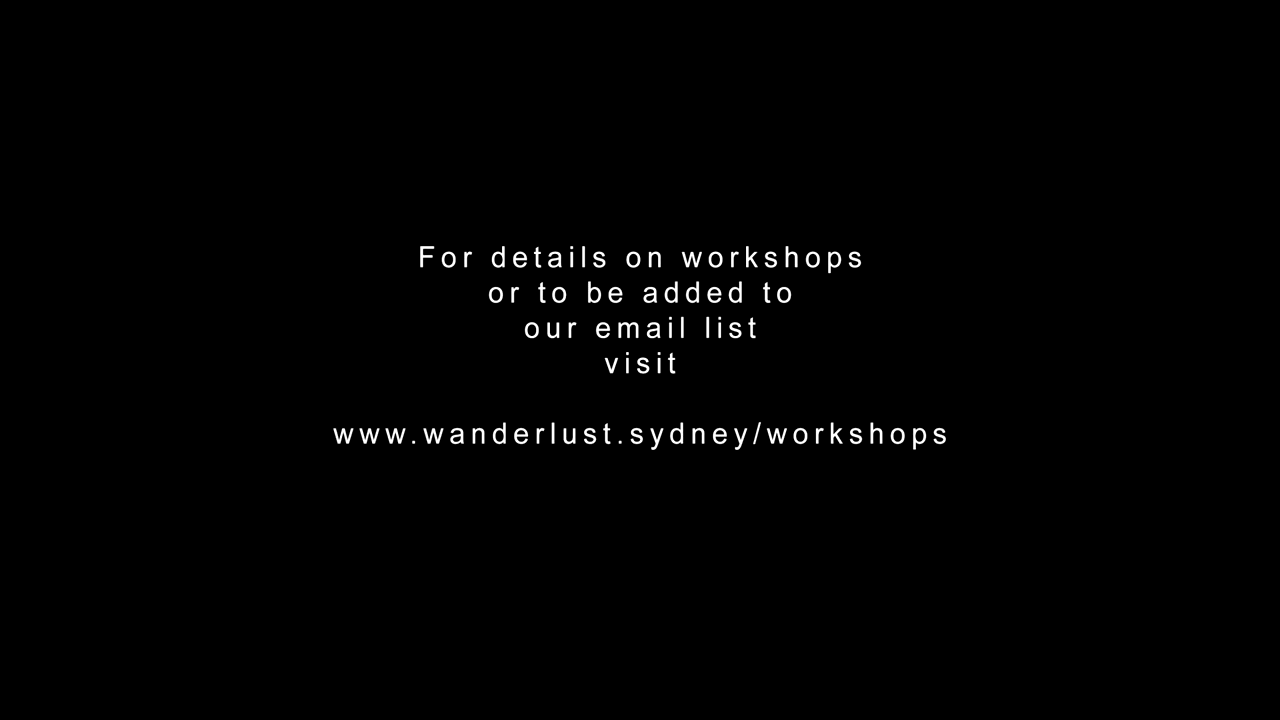 For details on workshops
or to be added to
our email list
visit
www.wanderlust.sydney/workshops